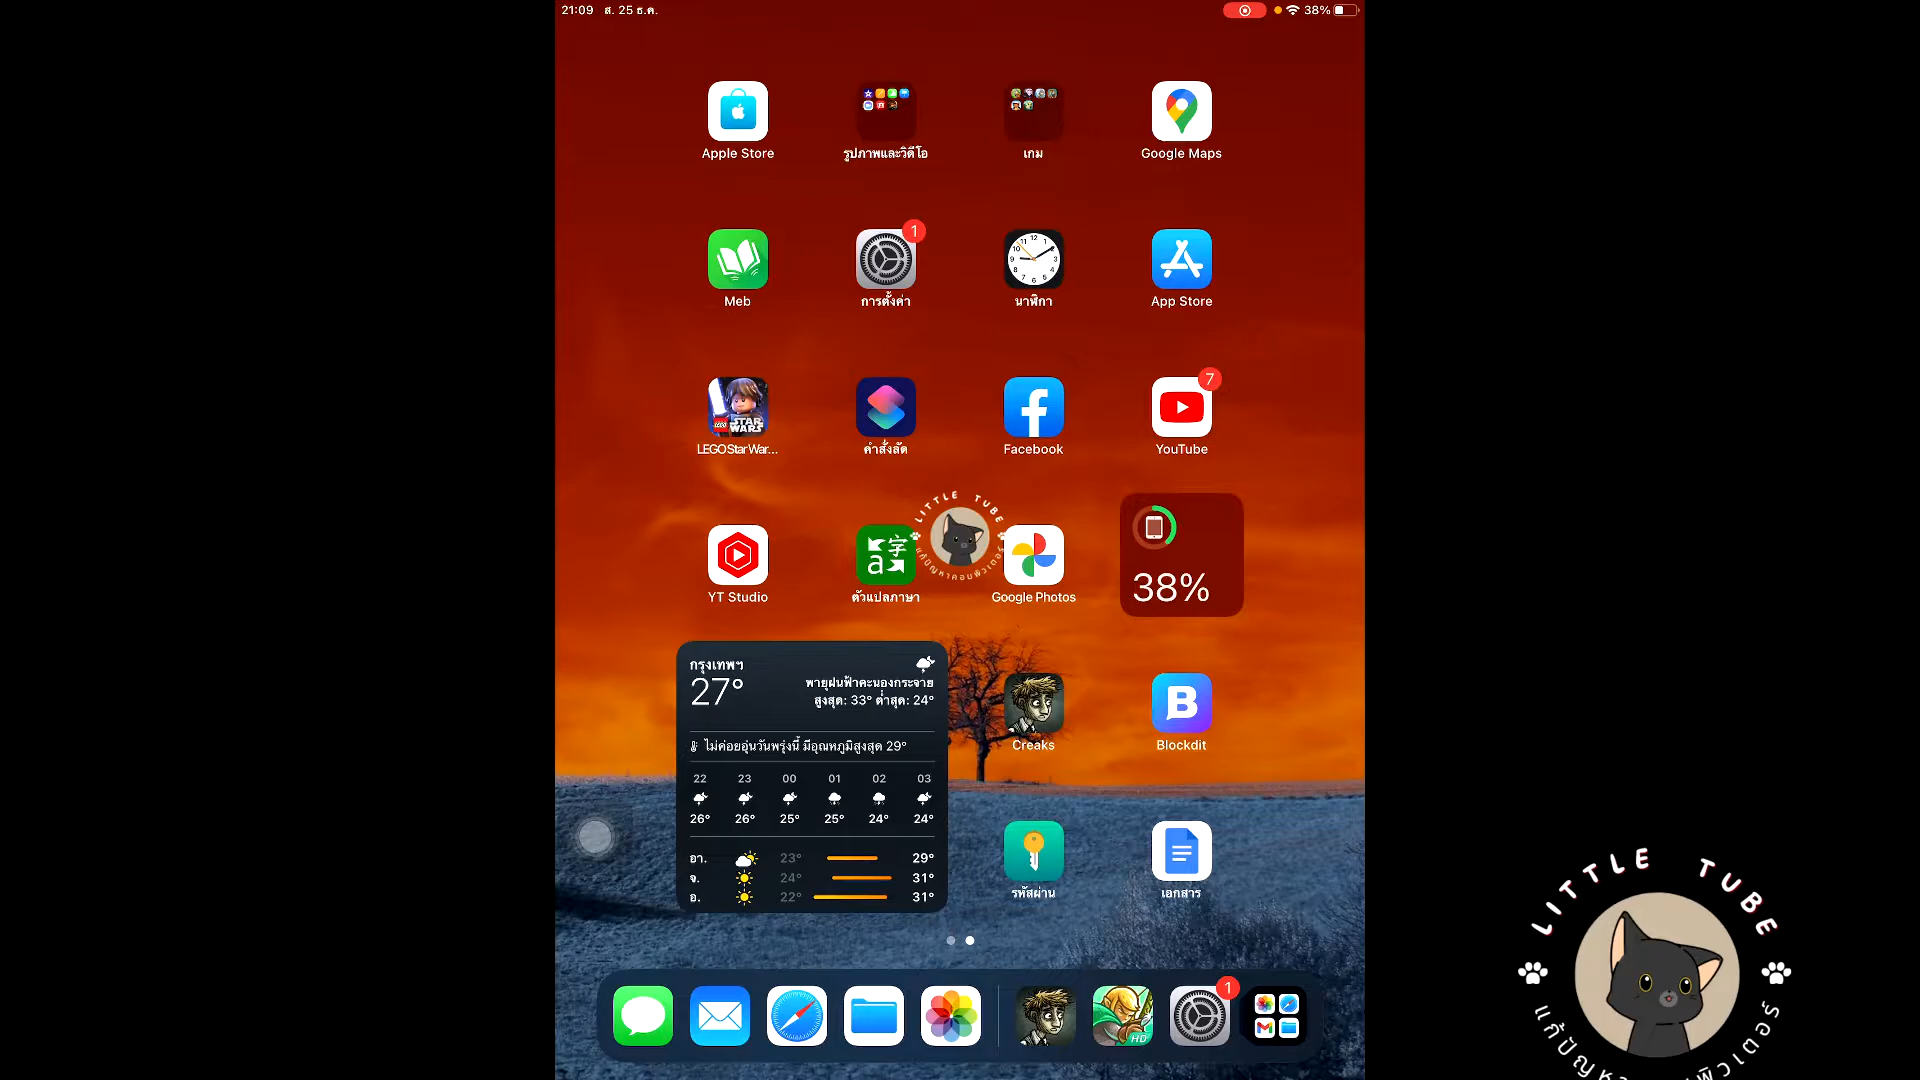 21:09 ส. 25 ธ.ค.
38%
Apple Store
รูปภาพและวิดีโอ
เกม
Google Maps
Meb
1
การตั้งค่า
นาฬิกา
App Store
LEGO Star War...
คำสั่งลัด
Facebook
7
YouTube
YT Studio
ตัวแปลภาษา
LITTLE TUBE
แก้ปัญหาคอมพิวเตอร์
Google Photos
38%
กรุงเทพฯ
27°
พายุฝนฟ้าคะนองกระจาย
สูงสุด: 33° ต่ำสุด: 24°
ไม่ค่อยอุ่นวันพรุ่งนี้ มีอุณหภูมิสูงสุด 29°
22 23 00 01 02 03
26° 26° 25° 25° 24° 24°
อา. 23° 29°
จ. 24° 31°
อ. 22° 31°
Creaks
Blockdit
รหัสผ่าน
เอกสาร
HD
1
LITTLE TUBE